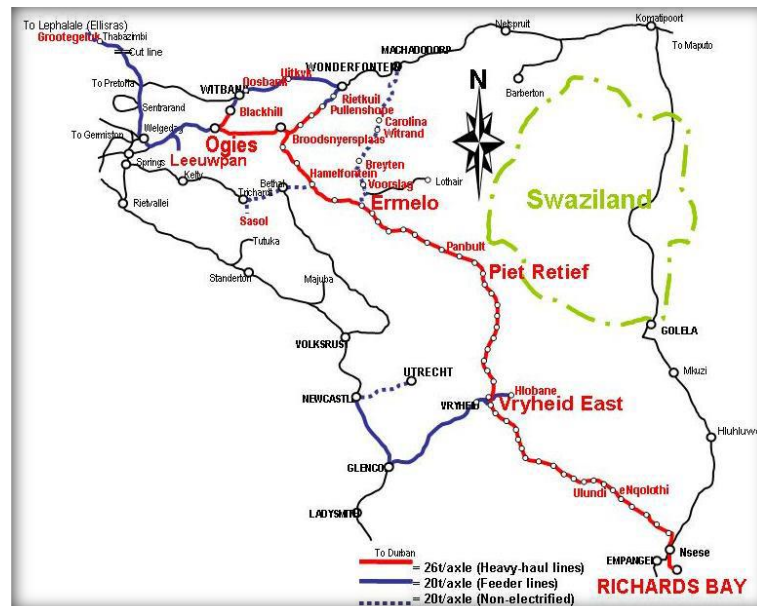 To Lephalale (Ellisras)
Grootegeluk
Thabazimbi
Cut line
To Pretoria
Sentrarand
To Germiston
Welgedag
Springs
Leeuwpan
Rietvallei
Kelty
WITBAN
Oosbank
Uitkyk
Blackhill
Ogies
WONDERFONTEIN
MACHADODORP
Nelspruit
Komatipoort
To Maputo
Barberton
N
Rietkuil
Pullenshope
Carolina
Witrand
Broodsnyersplaas
Breyten
Hamelfontein
Voorslag
Lothair
Bethal
Trichardt
Sasol
Ermelo
Swaziland
Tutuka
Standerton
Majuba
Panbult
Piet Retief
GOLELA
VOLKSRUST
UTRECHT
Mkuzi
NEWCASTLE
Hlobane
VRYHEID
Vryheid East
Hluhluwe
GLENCO
Ulundi
eNqolothi
LADYSMITH
To Durban
Nsese
EMPANGENI
RICHARDS BAY
= 26t/axle (Heavy-haul lines)
= 20t/axle (Feeder lines)
= 20t/axle (Non-electrified)